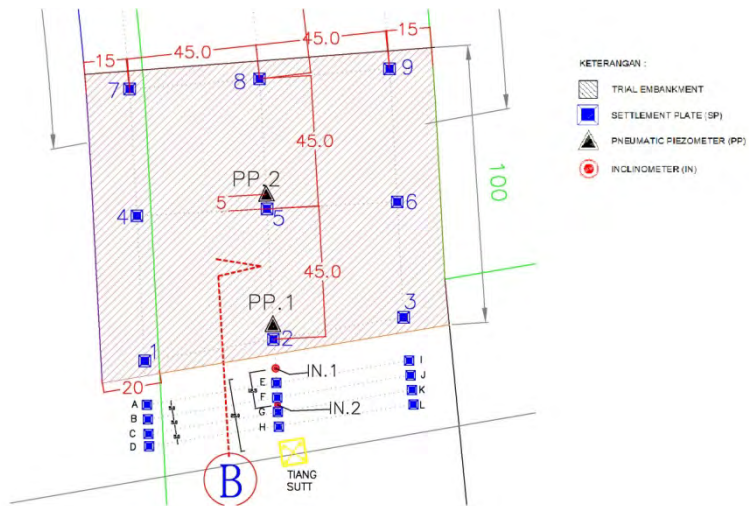 15 45.0 45.0 15
7 8 9
45.0
PP.2
4 5 5 6
100
45.0
PP.1
1 2 3
20
IN.1
IN.2
A
B
C
D
E
F
G
H
I
J
K
L
TIANG
SUTT
B
KETERANGAN :
TRIAL EMBANKMENT
SETTLEMENT PLATE (SP)
PNEUMATIC PIEZOMETER (PP)
INCLINOMETER (IN)